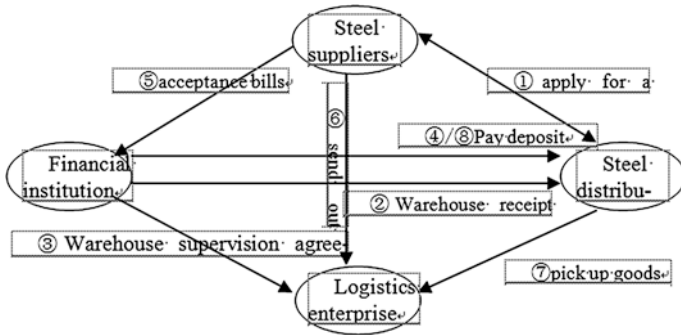 Steel
suppliers
⑤acceptance bills
① apply for a
⑥ send out
④/⑧Pay deposit
Financial
institution
Steel
distribu-
② Warehouse receipt
③ Warehouse supervision agree-
⑦pick up goods
Logistics
enterprise